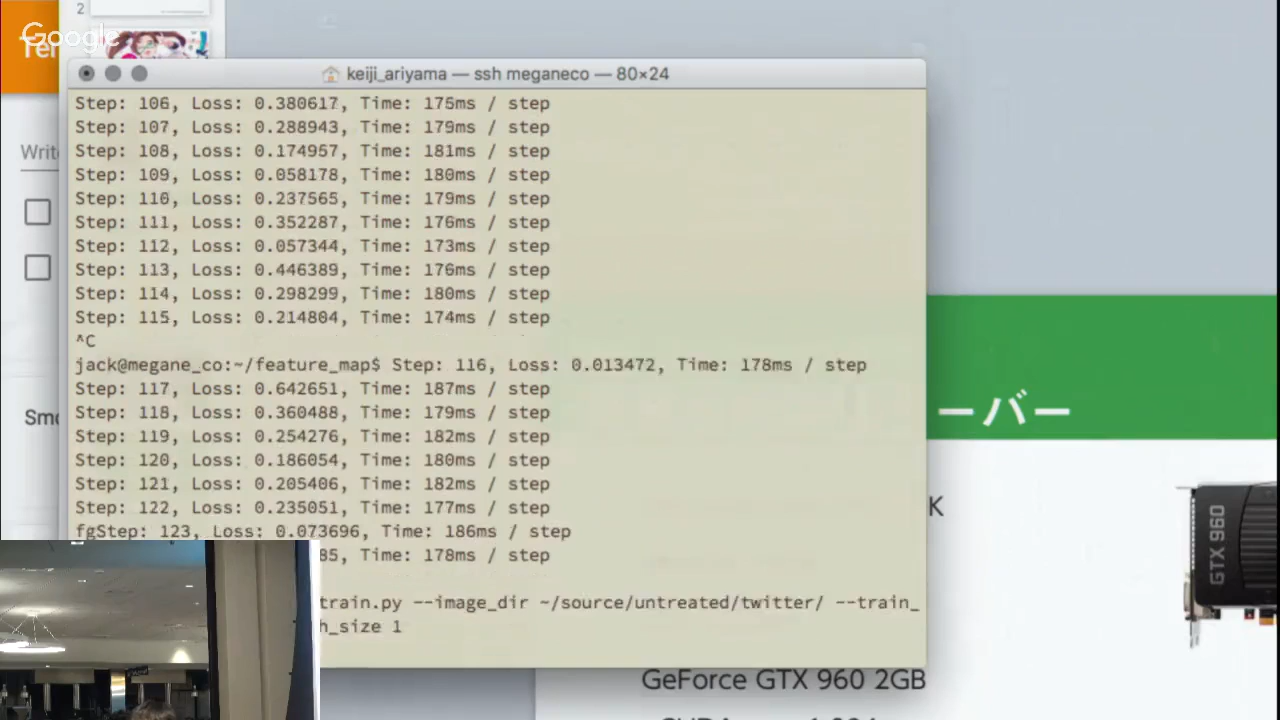 2
Google
Ter
keiji_ariyama — ssh meganeco — 80×24
Step: 106, Loss: 0.380617, Time: 175ms / step
Step: 107, Loss: 0.288943, Time: 179ms / step
Step: 108, Loss: 0.174957, Time: 181ms / step
Step: 109, Loss: 0.058178, Time: 180ms / step
Step: 110, Loss: 0.237565, Time: 179ms / step
Step: 111, Loss: 0.352287, Time: 176ms / step
Step: 112, Loss: 0.057344, Time: 173ms / step
Step: 113, Loss: 0.446389, Time: 176ms / step
Step: 114, Loss: 0.298299, Time: 180ms / step
Step: 115, Loss: 0.214804, Time: 174ms / step
^C
jack@megane_co:~/feature_map$ Step: 116, Loss: 0.013472, Time: 178ms / step
Step: 117, Loss: 0.642651, Time: 187ms / step
Step: 118, Loss: 0.360488, Time: 179ms / step
Step: 119, Loss: 0.254276, Time: 182ms / step
Step: 120, Loss: 0.186054, Time: 180ms / step
Step: 121, Loss: 0.205406, Time: 182ms / step
Step: 122, Loss: 0.235051, Time: 177ms / step
fgStep: 123, Loss: 0.073696, Time: 186ms / step
85, Time: 178ms / step
train.py --image_dir ~/source/untreated/twitter/ --train_
h_size 1
Write
Smo
ーバー
K
GTX 960
GeForce GTX 960 2GB